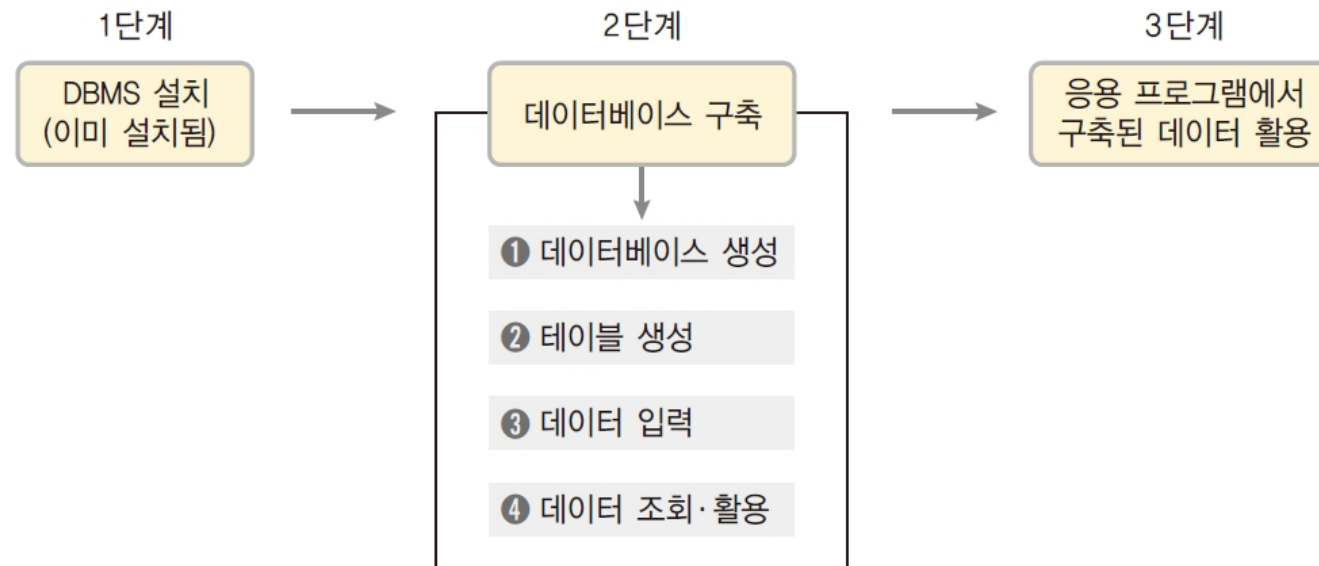 1단계
DBMS 설치
(이미 설치됨)
2단계
데이터베이스 구축
❶ 데이터베이스 생성
❷ 테이블 생성
❸ 데이터 입력
❹ 데이터 조회·활용
3단계
응용 프로그램에서
구축된 데이터 활용